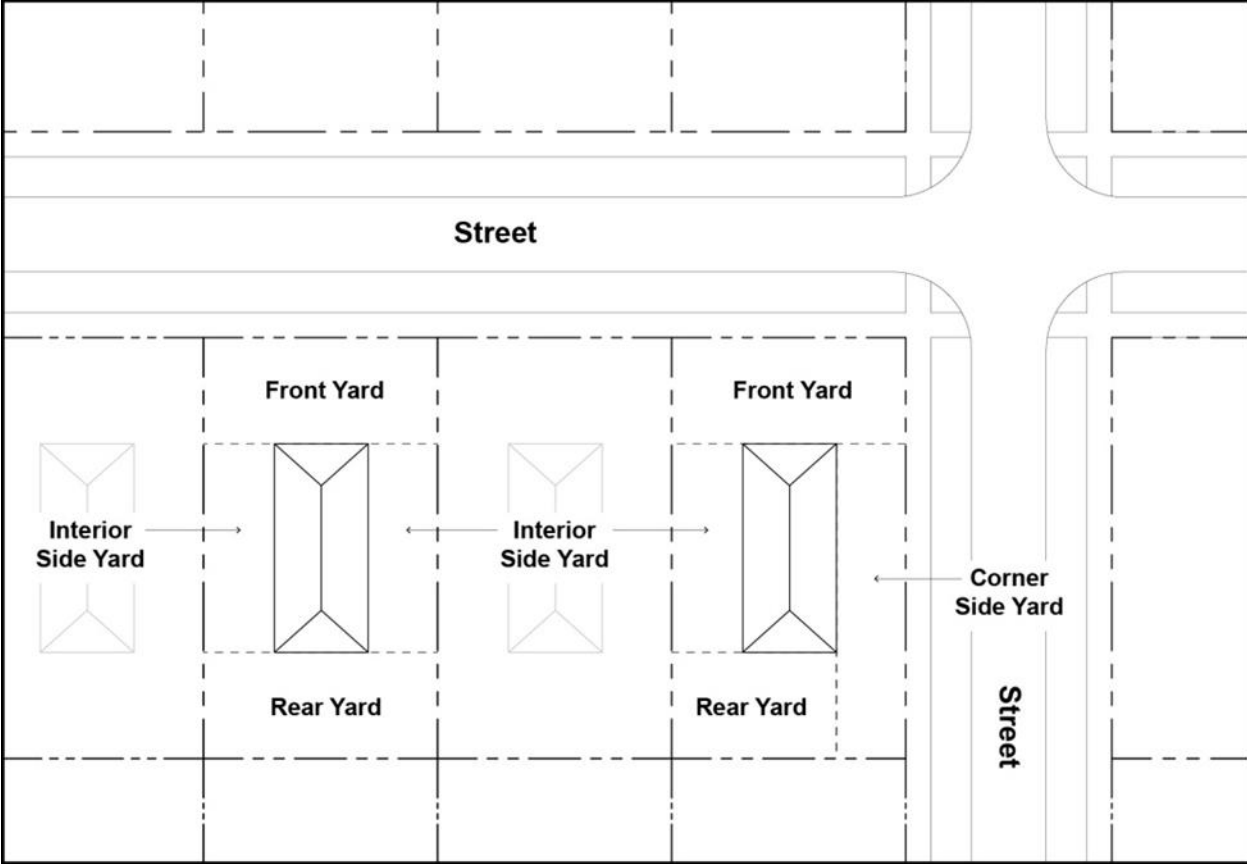 Street
Front Yard
Front Yard
Interior
Side Yard
Interior
Side Yard
Corner
Side Yard
Rear Yard
Rear Yard
Street